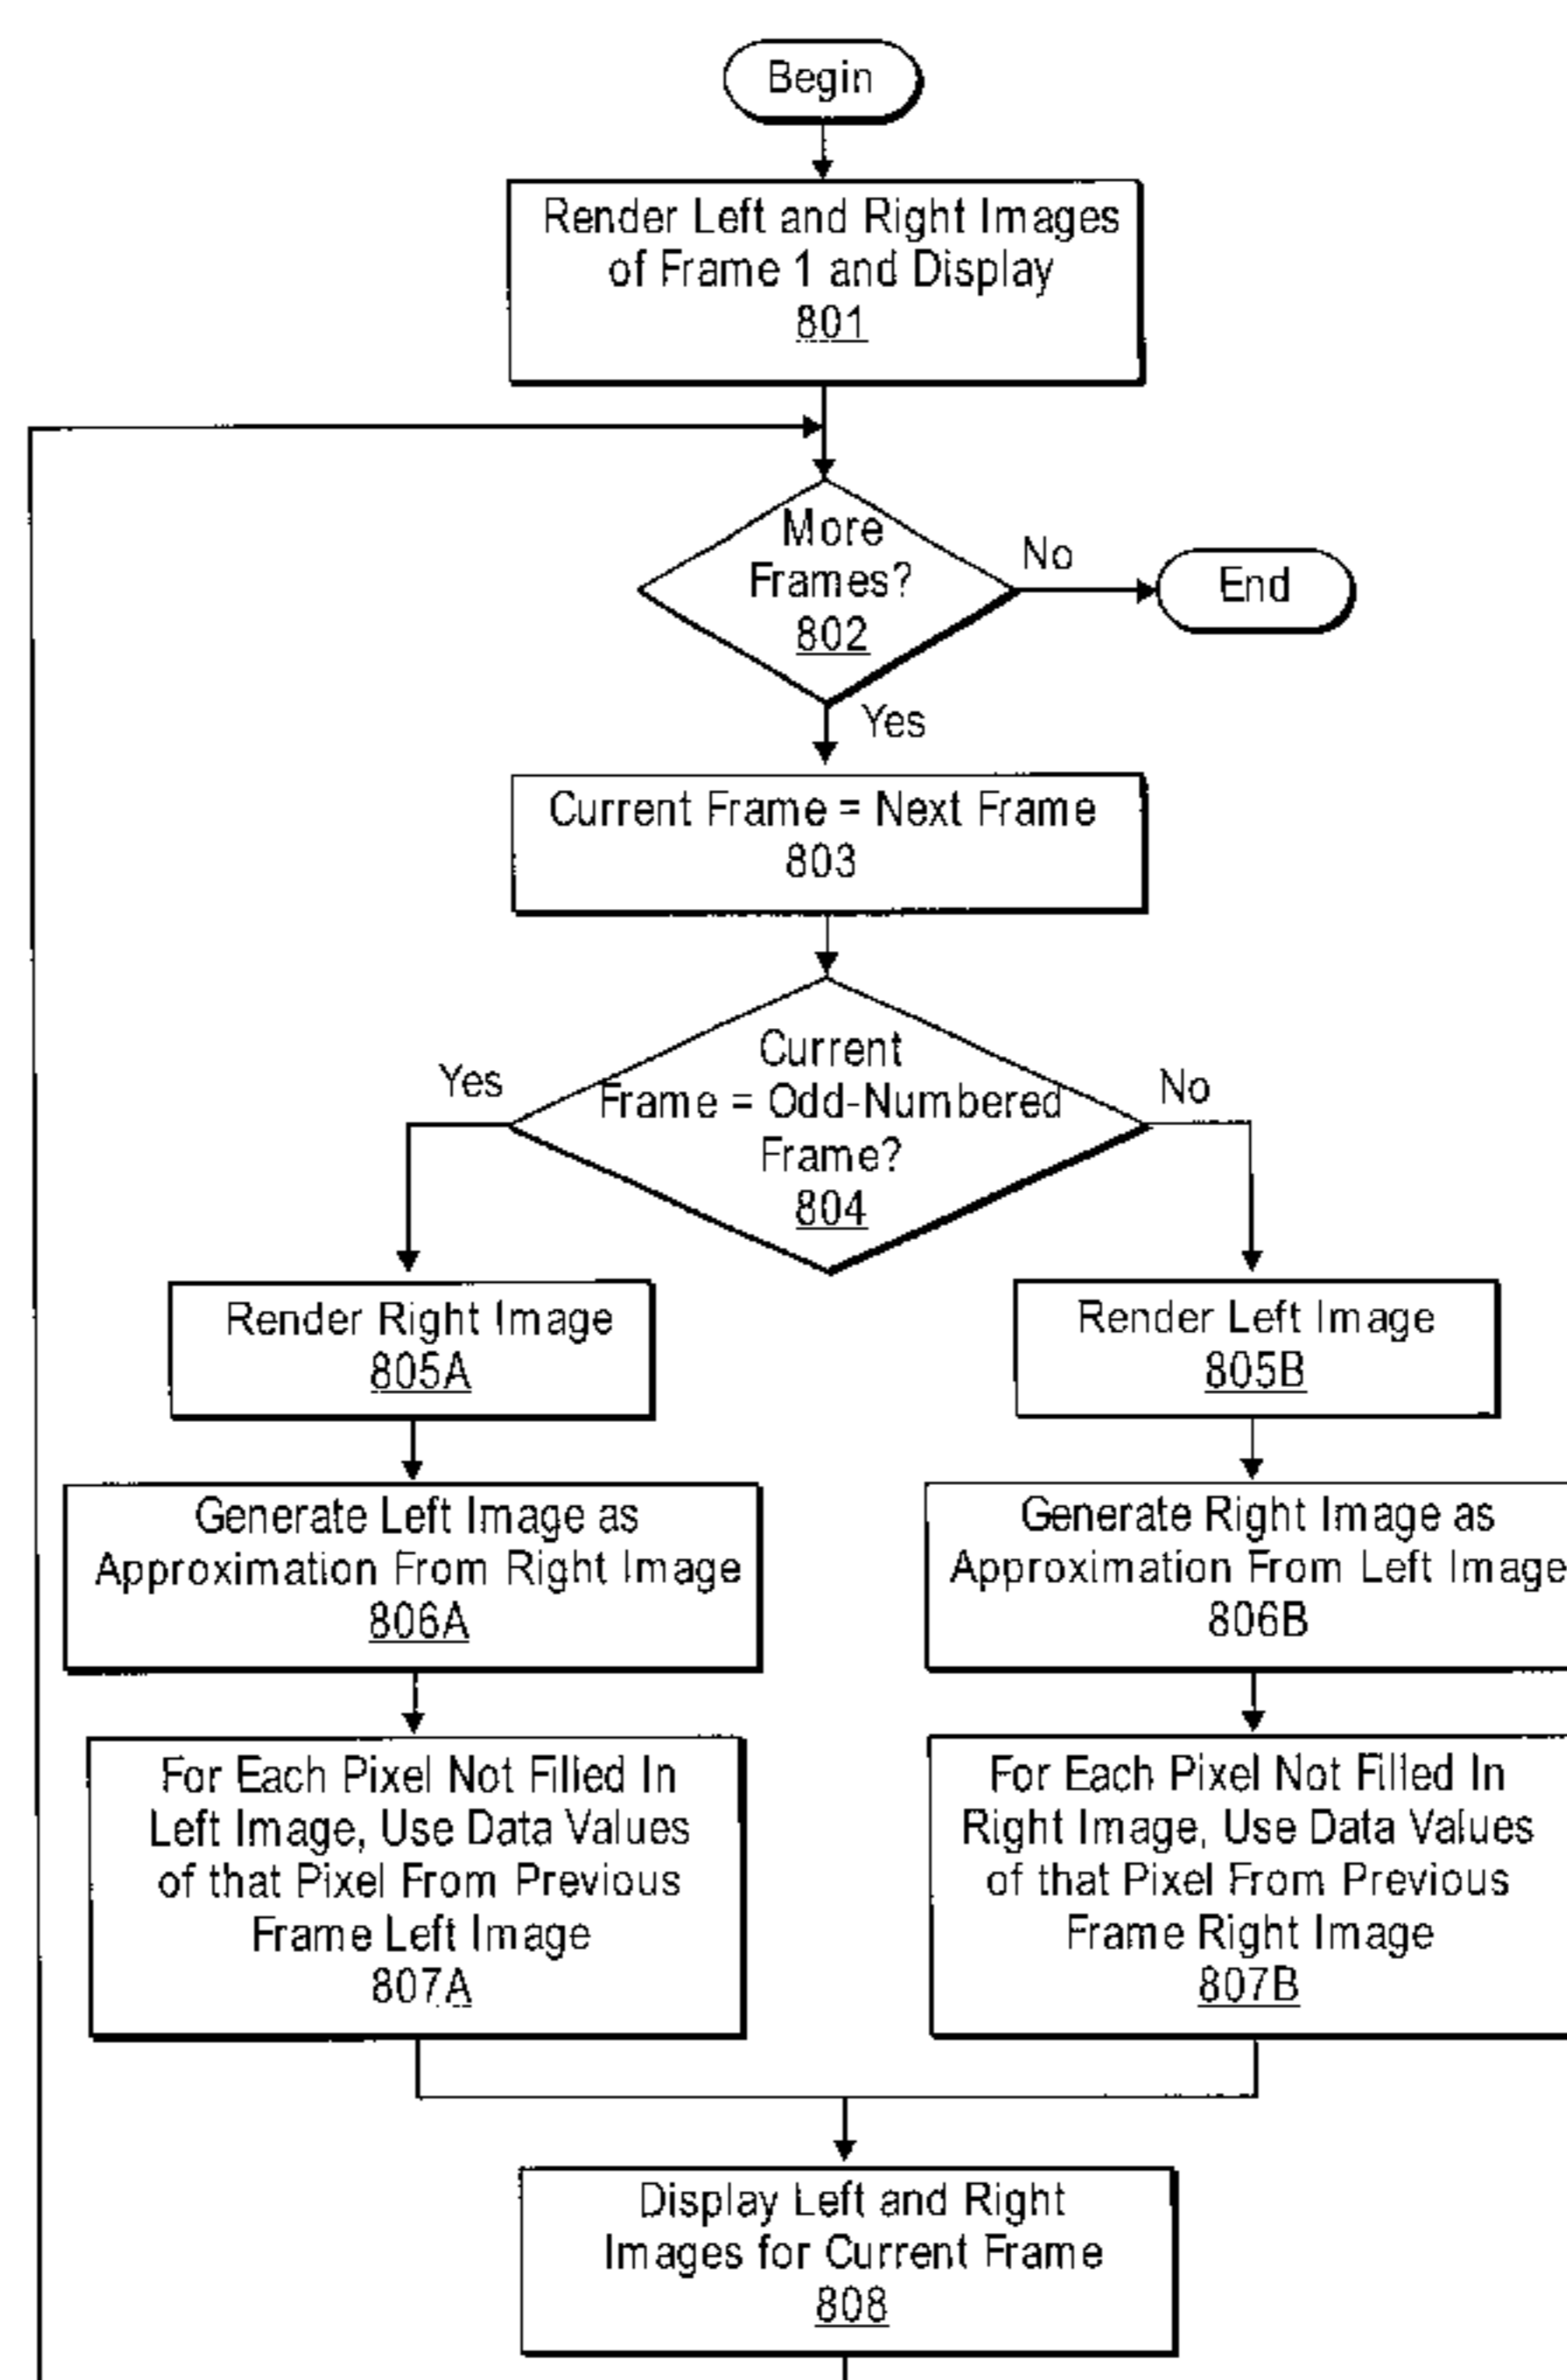 Begin
Render Left and Right Images
of Frame 1 and Display
801
More
Frames?
802
No
End
Yes
Current Frame = Next Frame
803
Current
Frame = Odd-Numbered
Frame?
804
Yes
No
Render Right Image
805A
Render Left Image
805B
Generate Left Image as
Approximation From Right Image
806A
Generate Right Image as
Approximation From Left Image
806B
For Each Pixel Not Filled In
Left Image, Use Data Values
of that Pixel From Previous
Frame Left Image
807A
For Each Pixel Not Filled In
Right Image, Use Data Values
of that Pixel From Previous
Frame Right Image
807B
Display Left and Right
Images for Current Frame
808